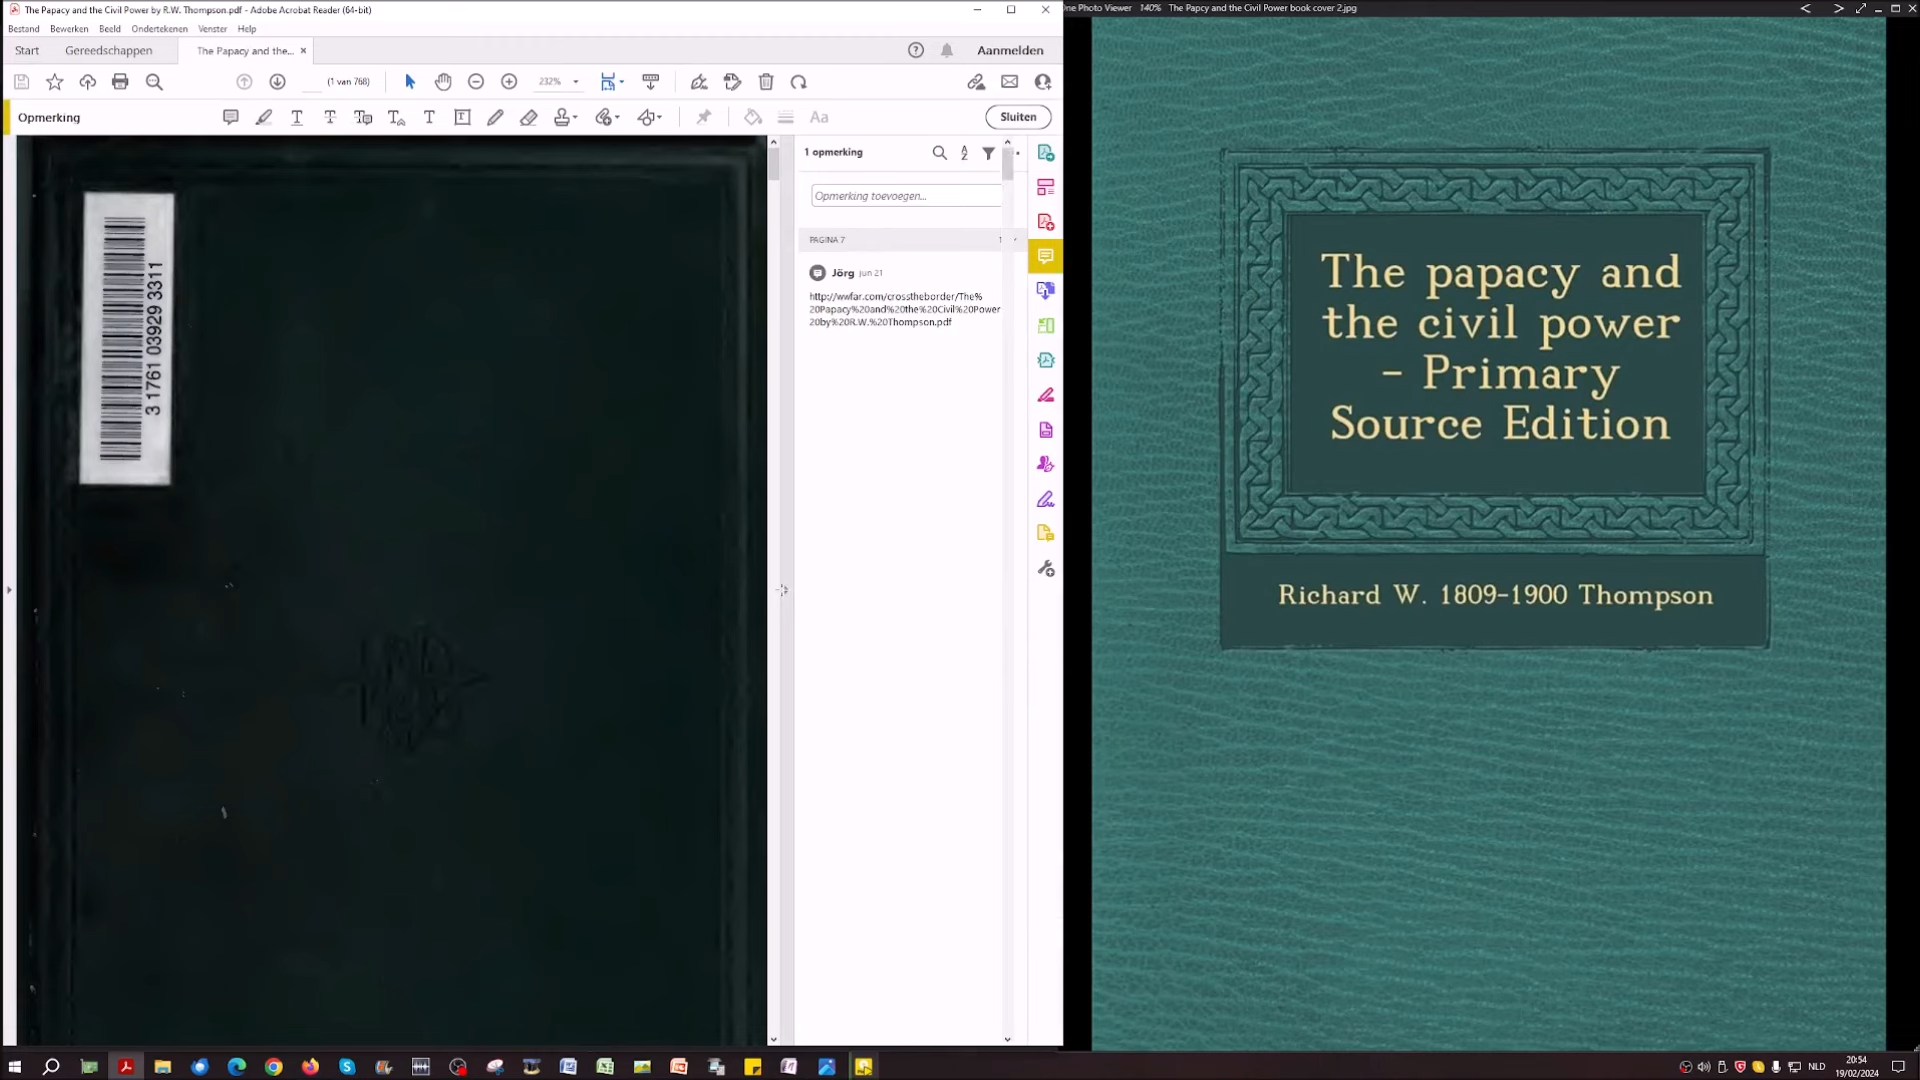 The Papacy and the Civil Power by R.W. Thompson.pdf - Adobe Acrobat Reader (64-bit)
Bestand Bewerken Beeld Ondertekenen Venster Help
Start Gereedschappen The Papacy and the... × Aanmelden
(1 van 768) 232%
Opmerking Sluiten
3 1761 03929 3311
1 opmerking
Opmerking toevoegen...
PAGINA 7 1
Jörg jun 21
http://wwfar.com/crosstheborder/The%
20Papacy%20and%20the%20Civil%20Power
20by%20R.W.%20Thompson.pdf
One Photo Viewer 140% The Papcy and the Civil Power book cover 2.jpg
The papacy and
the civil power
- Primary
Source Edition
Richard W. 1809-1900 Thompson
NLD
20:54
19/02/2024